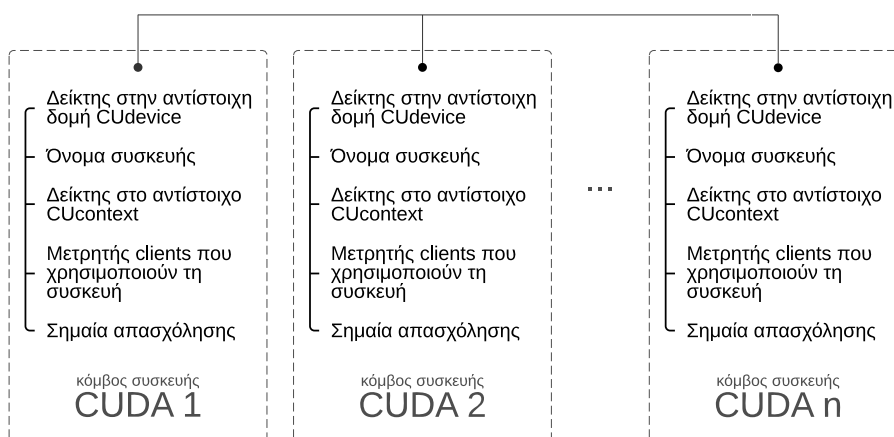 Δείκτης στην αντίστοιχη
δομή CUdevice
Όνομα συσκευής
Δείκτης στο αντίστοιχο
CUcontext
Μετρητής clients που
χρησιμοποιούν τη
συσκευή
Σημαία απασχόλησης
κόμβος συσκευής
CUDA 1
Δείκτης στην αντίστοιχη
δομή CUdevice
Όνομα συσκευής
Δείκτης στο αντίστοιχο
CUcontext
Μετρητής clients που
χρησιμοποιούν τη
συσκευή
Σημαία απασχόλησης
κόμβος συσκευής
CUDA 2
...
Δείκτης στην αντίστοιχη
δομή CUdevice
Όνομα συσκευής
Δείκτης στο αντίστοιχο
CUcontext
Μετρητής clients που
χρησιμοποιούν τη
συσκευή
Σημαία απασχόλησης
κόμβος συσκευής
CUDA n